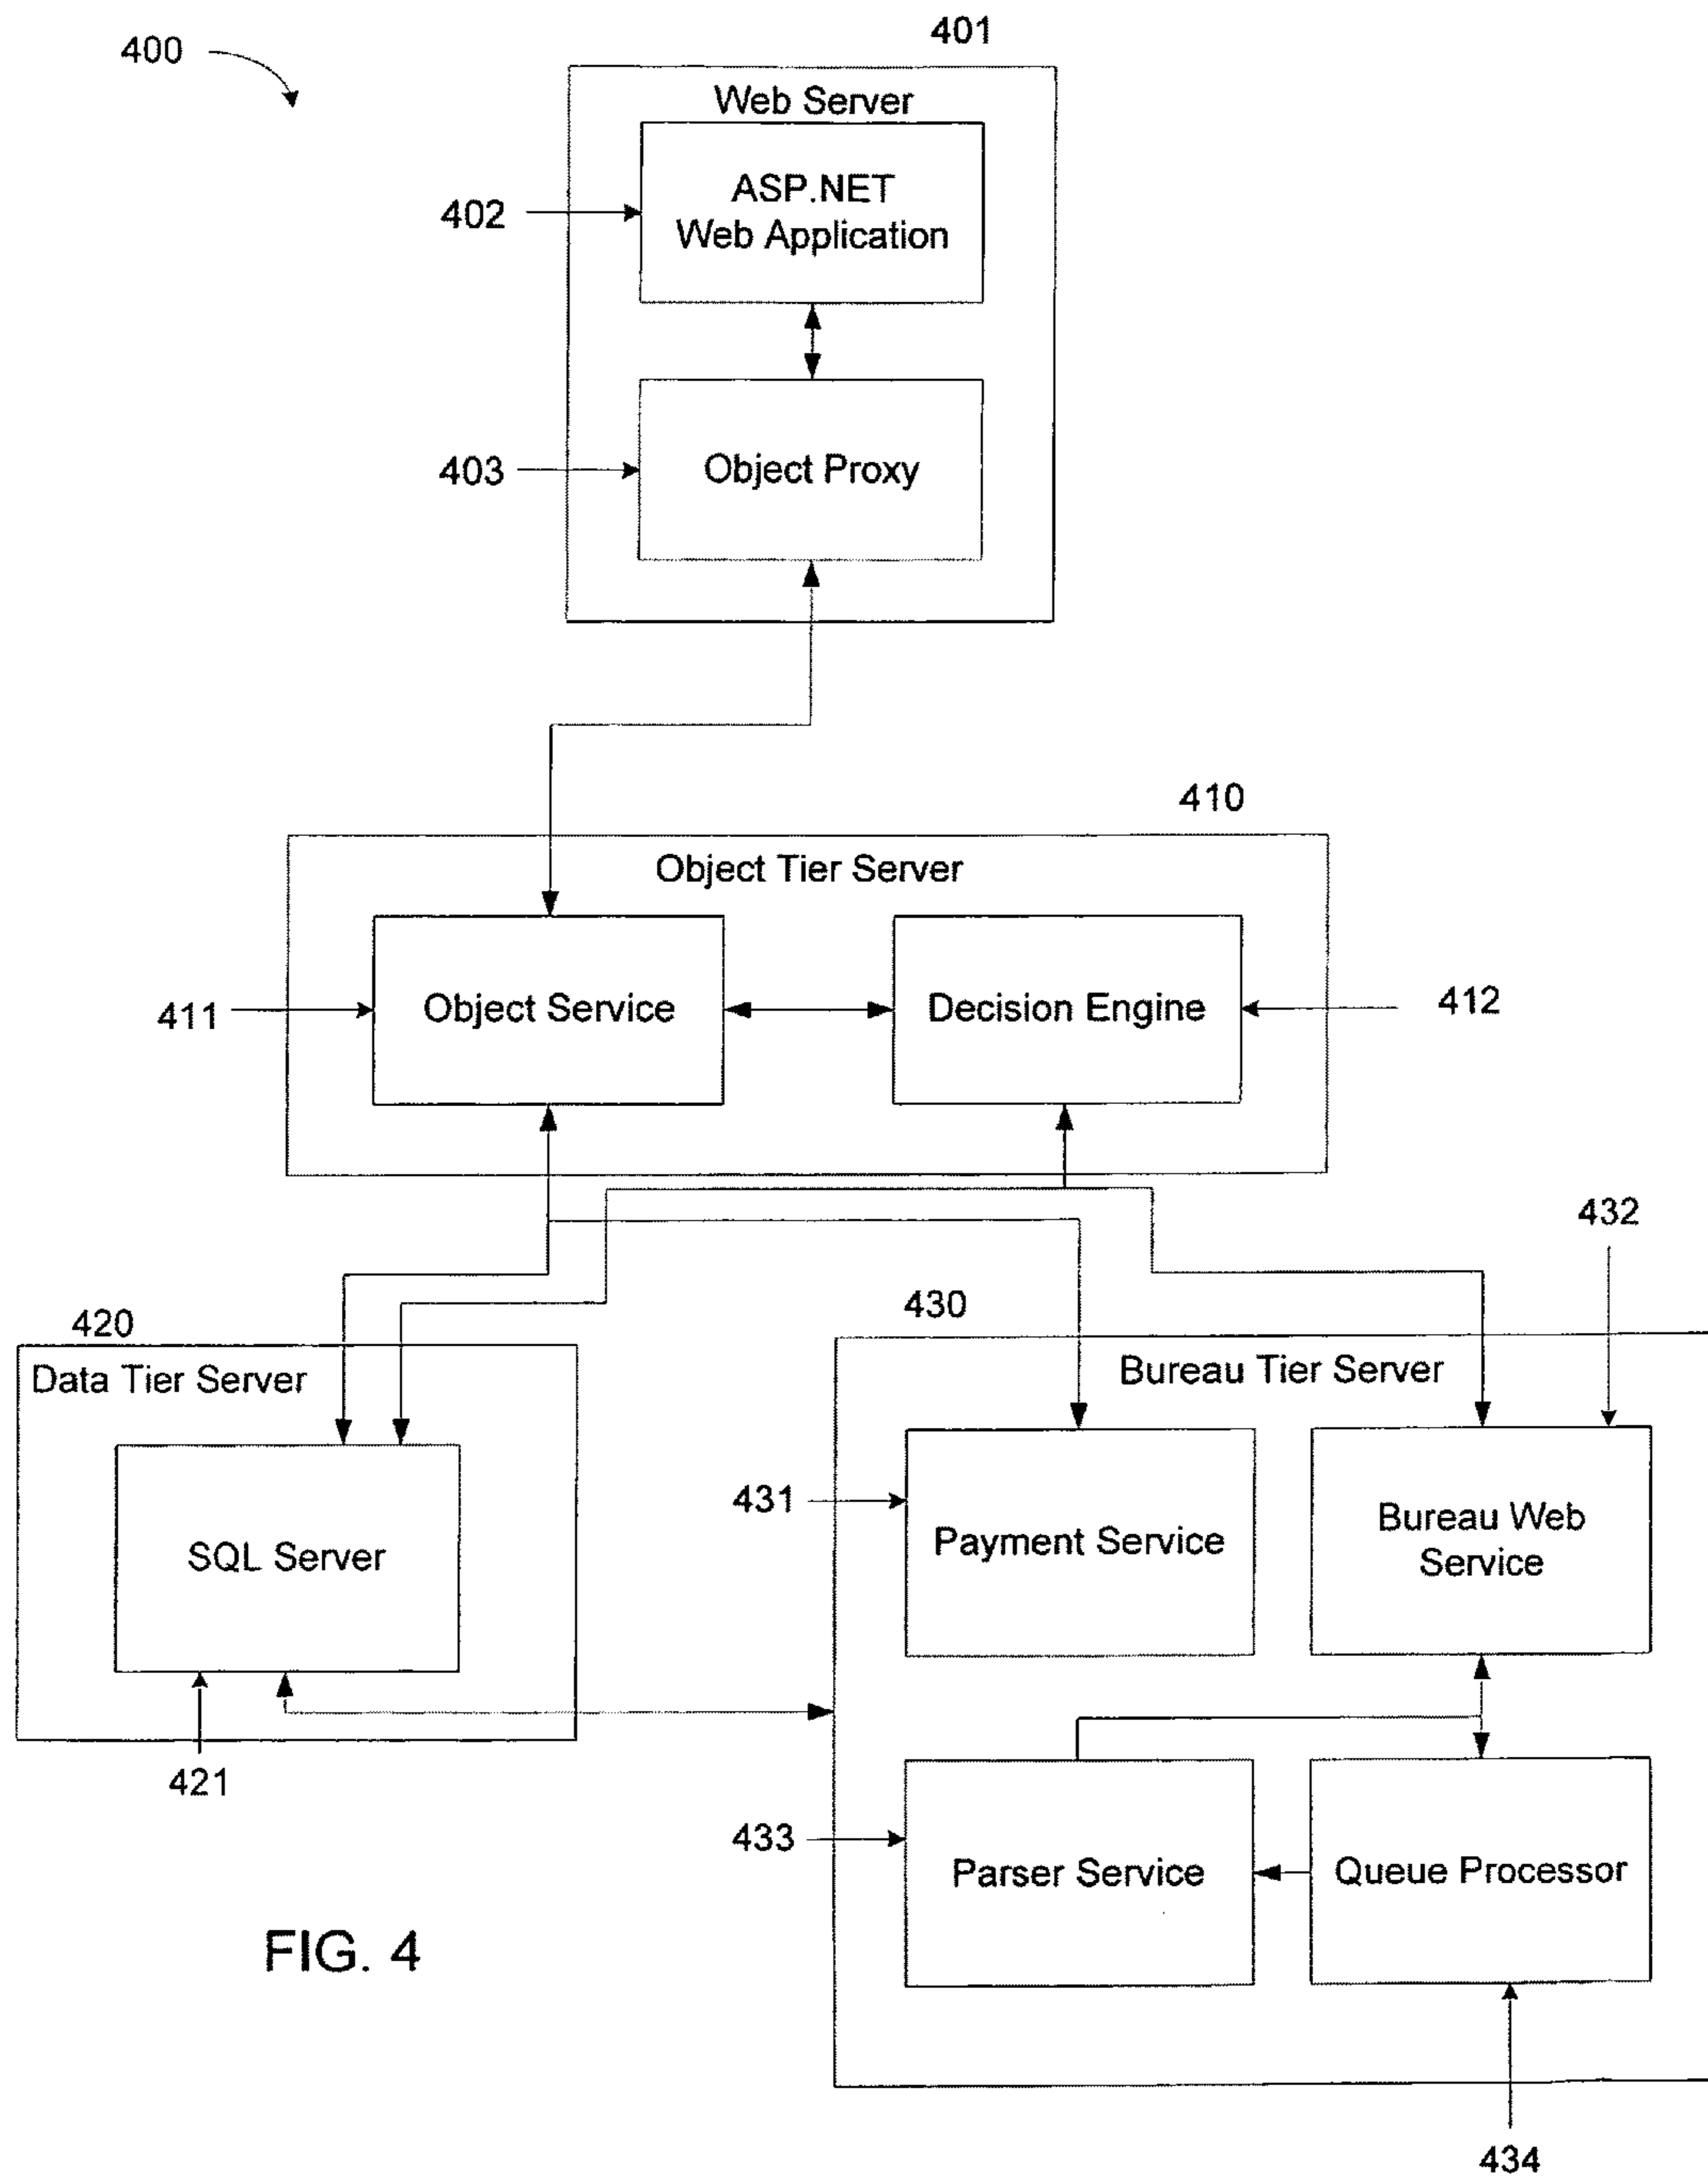 400
401
Web Server
ASP.NET
Web Application
402
Object Proxy
403
410
Object Tier Server
Object Service
Decision Engine
411
412
432
420
430
Data Tier Server
Bureau Tier Server
431
SQL Server
Payment Service
Bureau Web
Service
421
433
Parser Service
Queue Processor
FIG. 4
434